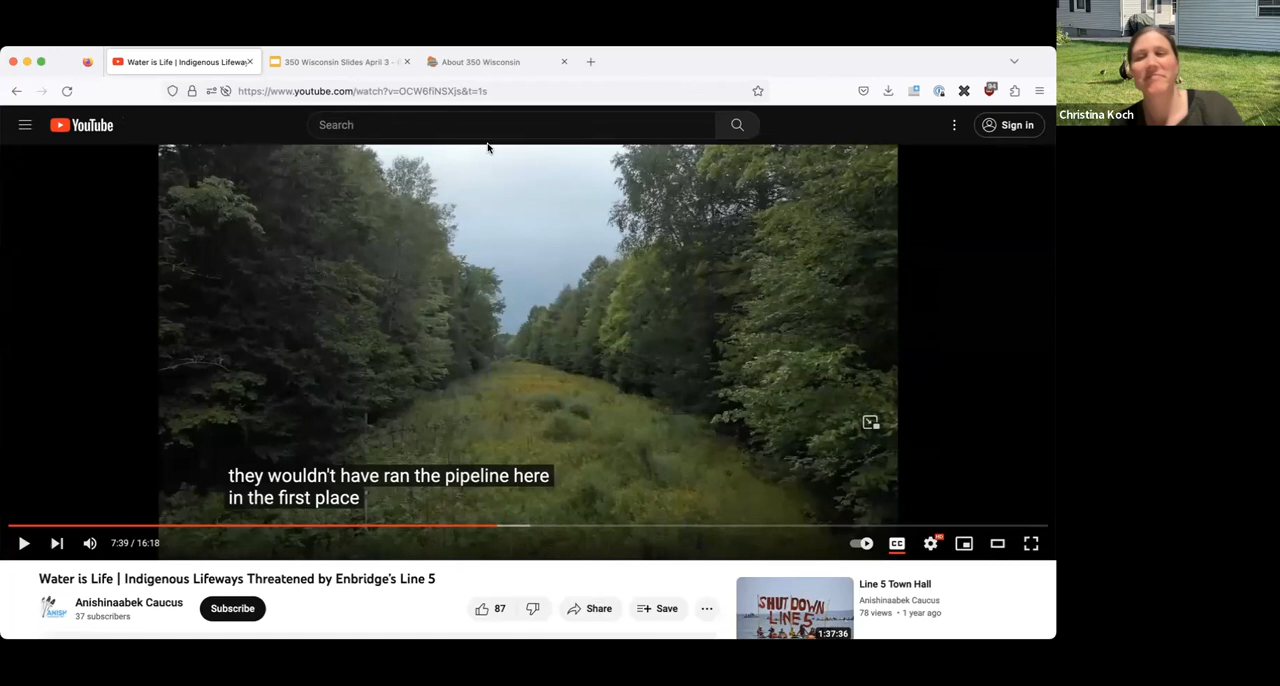 Water is Life | Indigenous Lifeway
350 Wisconsin Slides April 3 -
About 350 Wisconsin
https://www.youtube.com/watch?v=OCW6fiNSXjs&t=1s
YouTube
Search
Sign in
Christina Koch
they wouldn't have ran the pipeline here
in the first place
7:39 / 16:18
CC
HD
Water is Life | Indigenous Lifeways Threatened by Enbridge's Line 5
Anishinaabek Caucus
37 subscribers
Subscribe
87
Share
Save
ANISH
SHUT DOWN
LINE 5
1:37:36
Line 5 Town Hall
Anishinaabek Caucus
78 views • 1 year ago